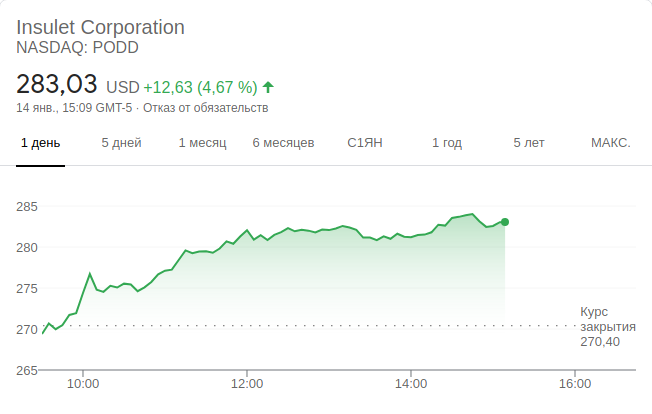 Insulet Corporation
NASDAQ: PODD
283,03 USD +12,63 (4,67 %)
14 янв., 15:09 GMT-5 · Отказ от обязательств
1 день 5 дней 1 месяц 6 месяцев С1ЯН 1 год 5 лет МАКС.
285
280
275
270
265
Курс
закрытия
270,40
10:00 12:00 14:00 16:00